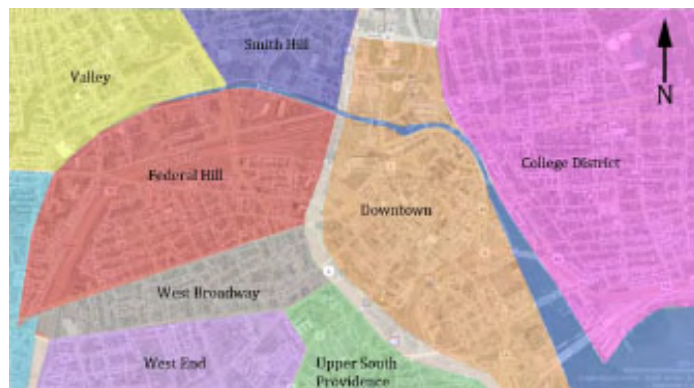 Smith Hill
Valley
N
College District
Federal Hill
Downtown
West Broadway
West End
Upper South
Providence